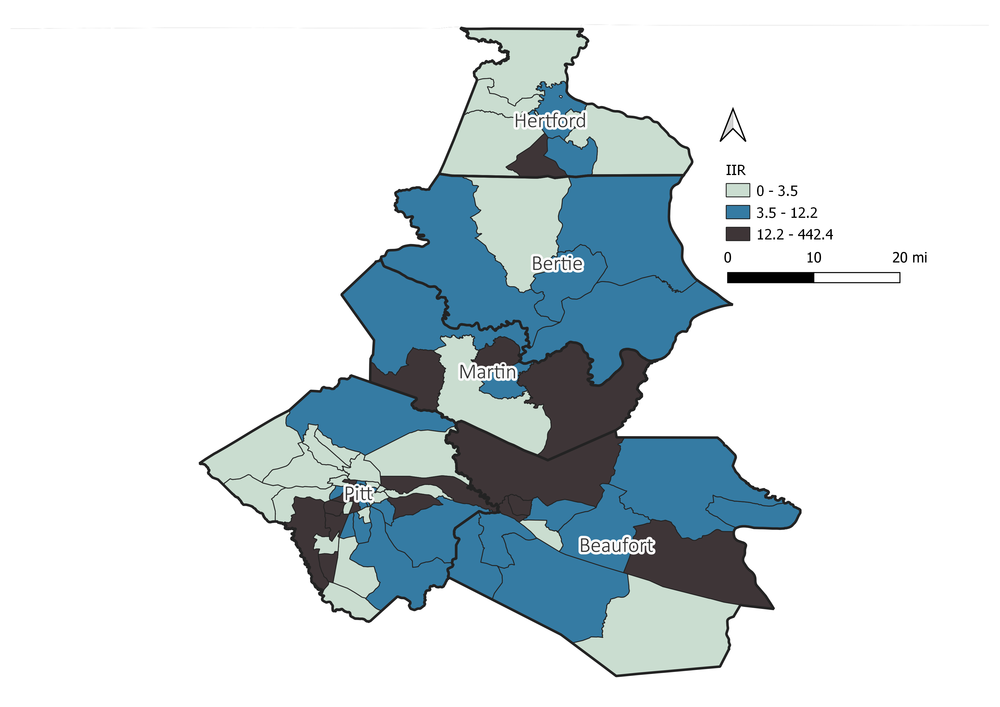 Hertford
IIR
0 - 3.5
3.5 - 12.2
12.2 - 442.4
0 10 20 mi
Bertie
Martin
Pitt
Beaufort